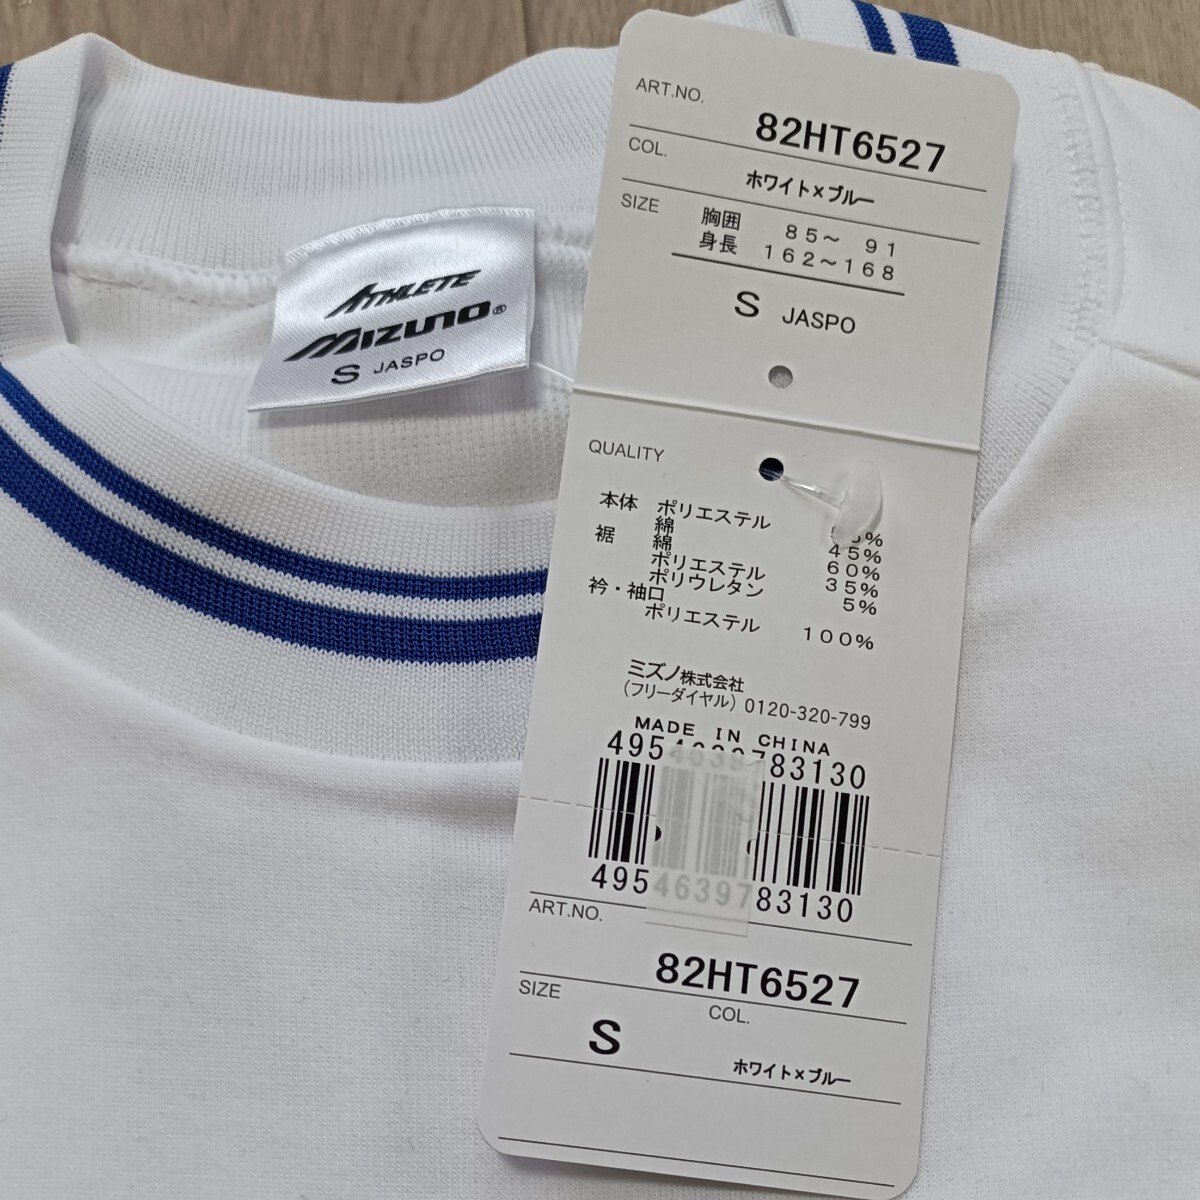 ATHLETE
MIZUNO®
S JASPO
ART.NO.
82HT6527
COL.
ホワイト×ブルー
SIZE
胸囲 85～ 91
身長 162～168
S JASPO
QUALITY
本体 ポリエステル
綿 45%
裾 綿 60%
ポリエステル 35%
ポリウレタン 5%
衿・袖口
ポリエステル 100%
ミズノ株式会社
(フリーダイヤル) 0120-320-799
MADE IN CHINA
4954639783130
4954639783130
ART.NO.
82HT6527
SIZE
COL.
S
ホワイト×ブルー